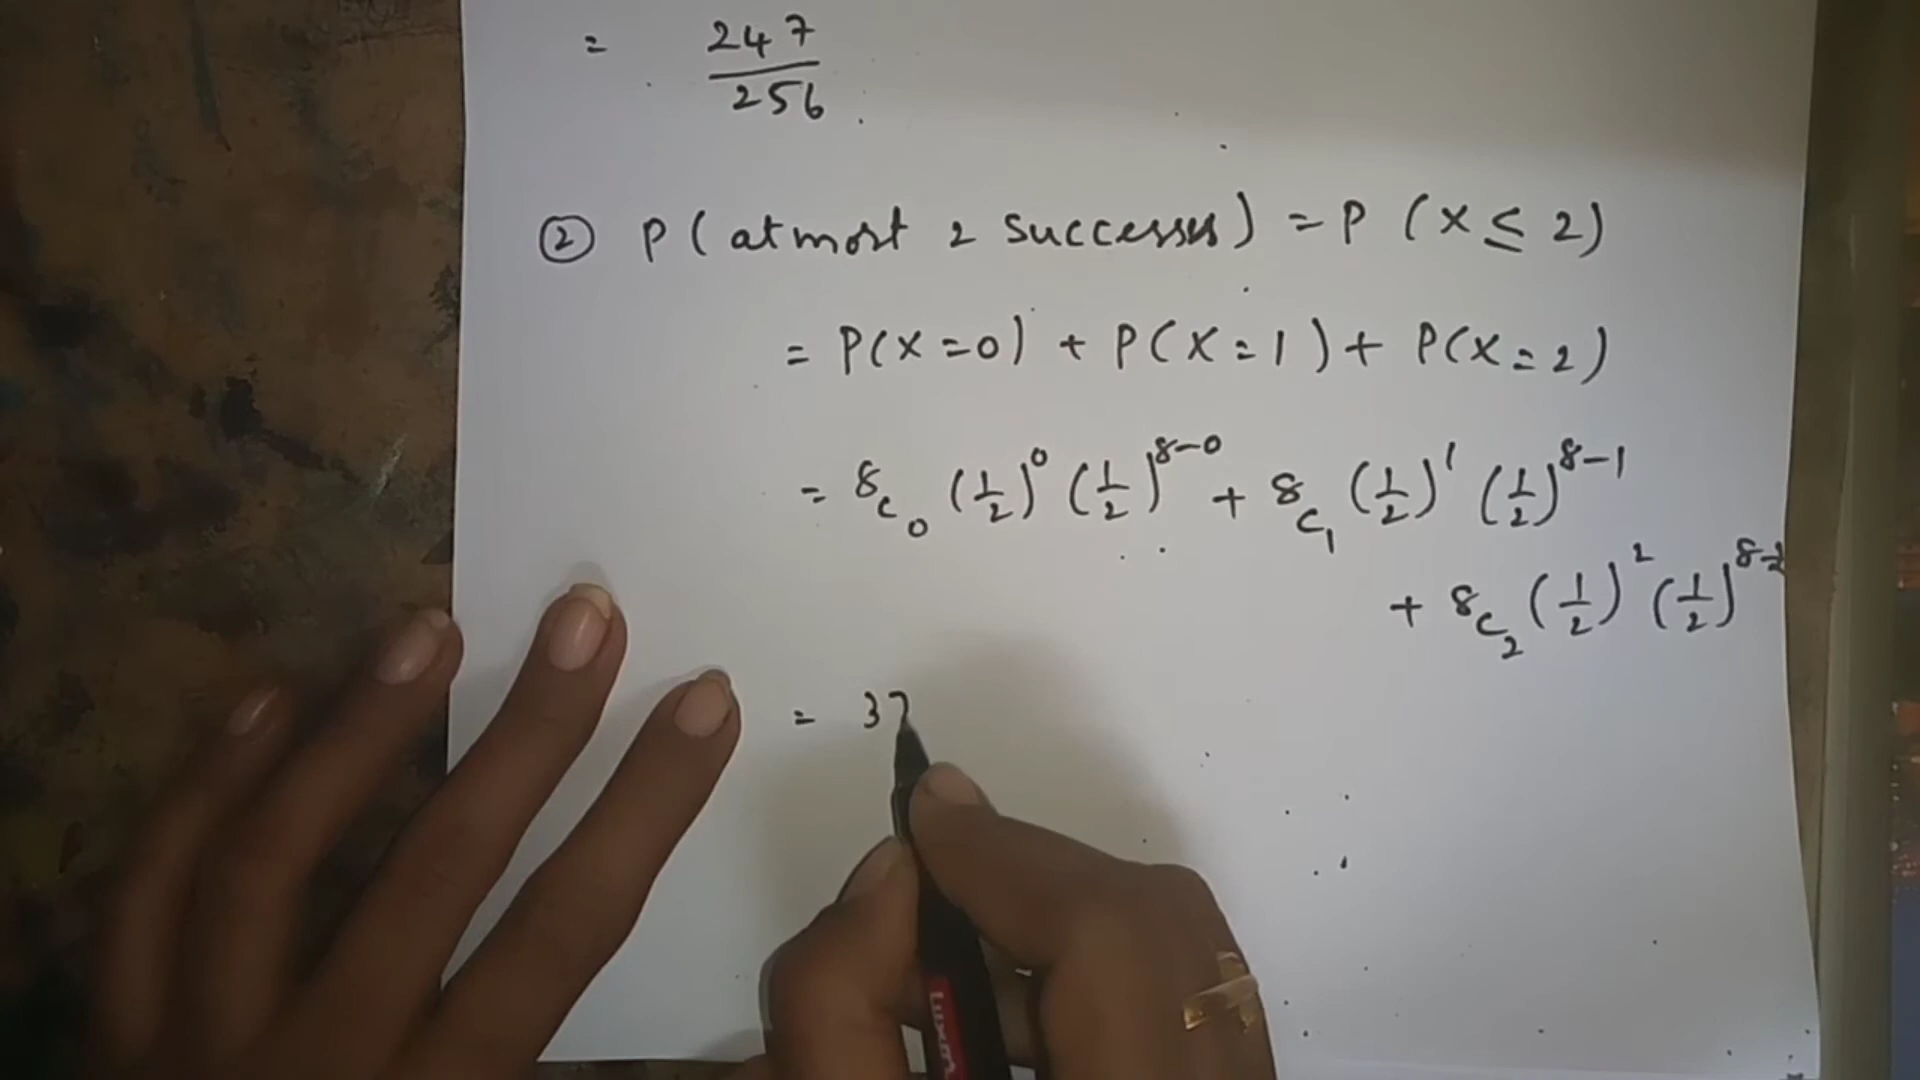 = 247/256
② P(atmost 2 successes) = P(X ≤ 2)
= P(X=0) + P(X=1) + P(X=2)
= 8c₀ (1/2)⁰ (1/2)⁸⁻⁰ + 8c₁ (1/2)¹ (1/2)⁸⁻¹
+ 8c₂ (1/2)² (1/2)⁸⁻²
= 37
Luxor